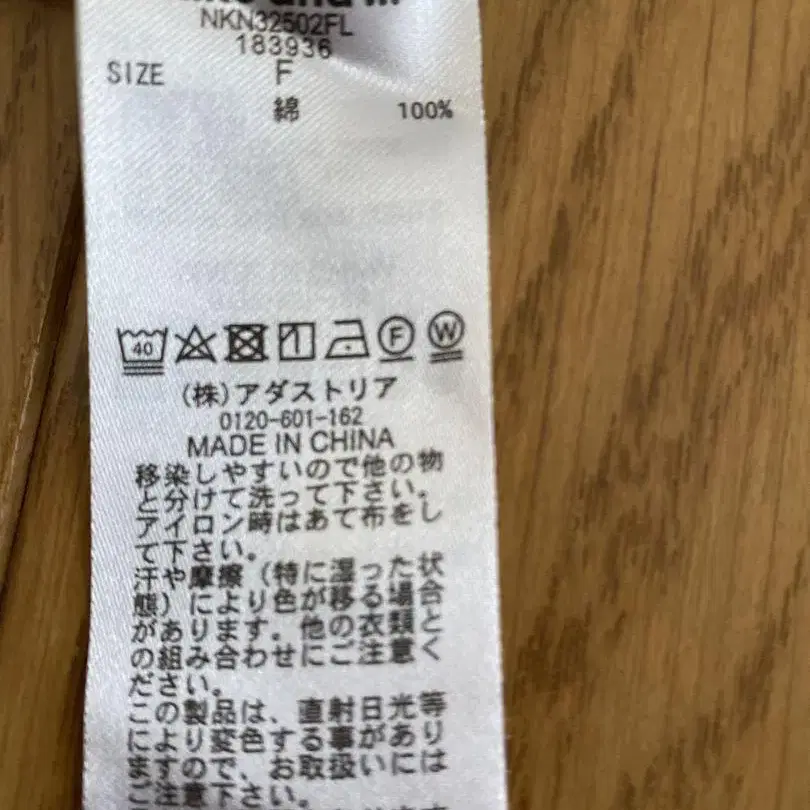 NKN32502FL
183936
SIZE F
綿 100%
40 F W
(株)アダストリア
0120-601-162
MADE IN CHINA
移染しやすいので他の物
と分けて洗って下さい。
アイロン時はあて布をし
て下さい。
汗や摩擦(特に湿った状
態)により色が移る場合
があります。他の衣類と
の組み合わせにご注意く
ださい。
この製品は、直射日光等
により変色する事があり
ますので、お取扱いには
ご注意下さい。